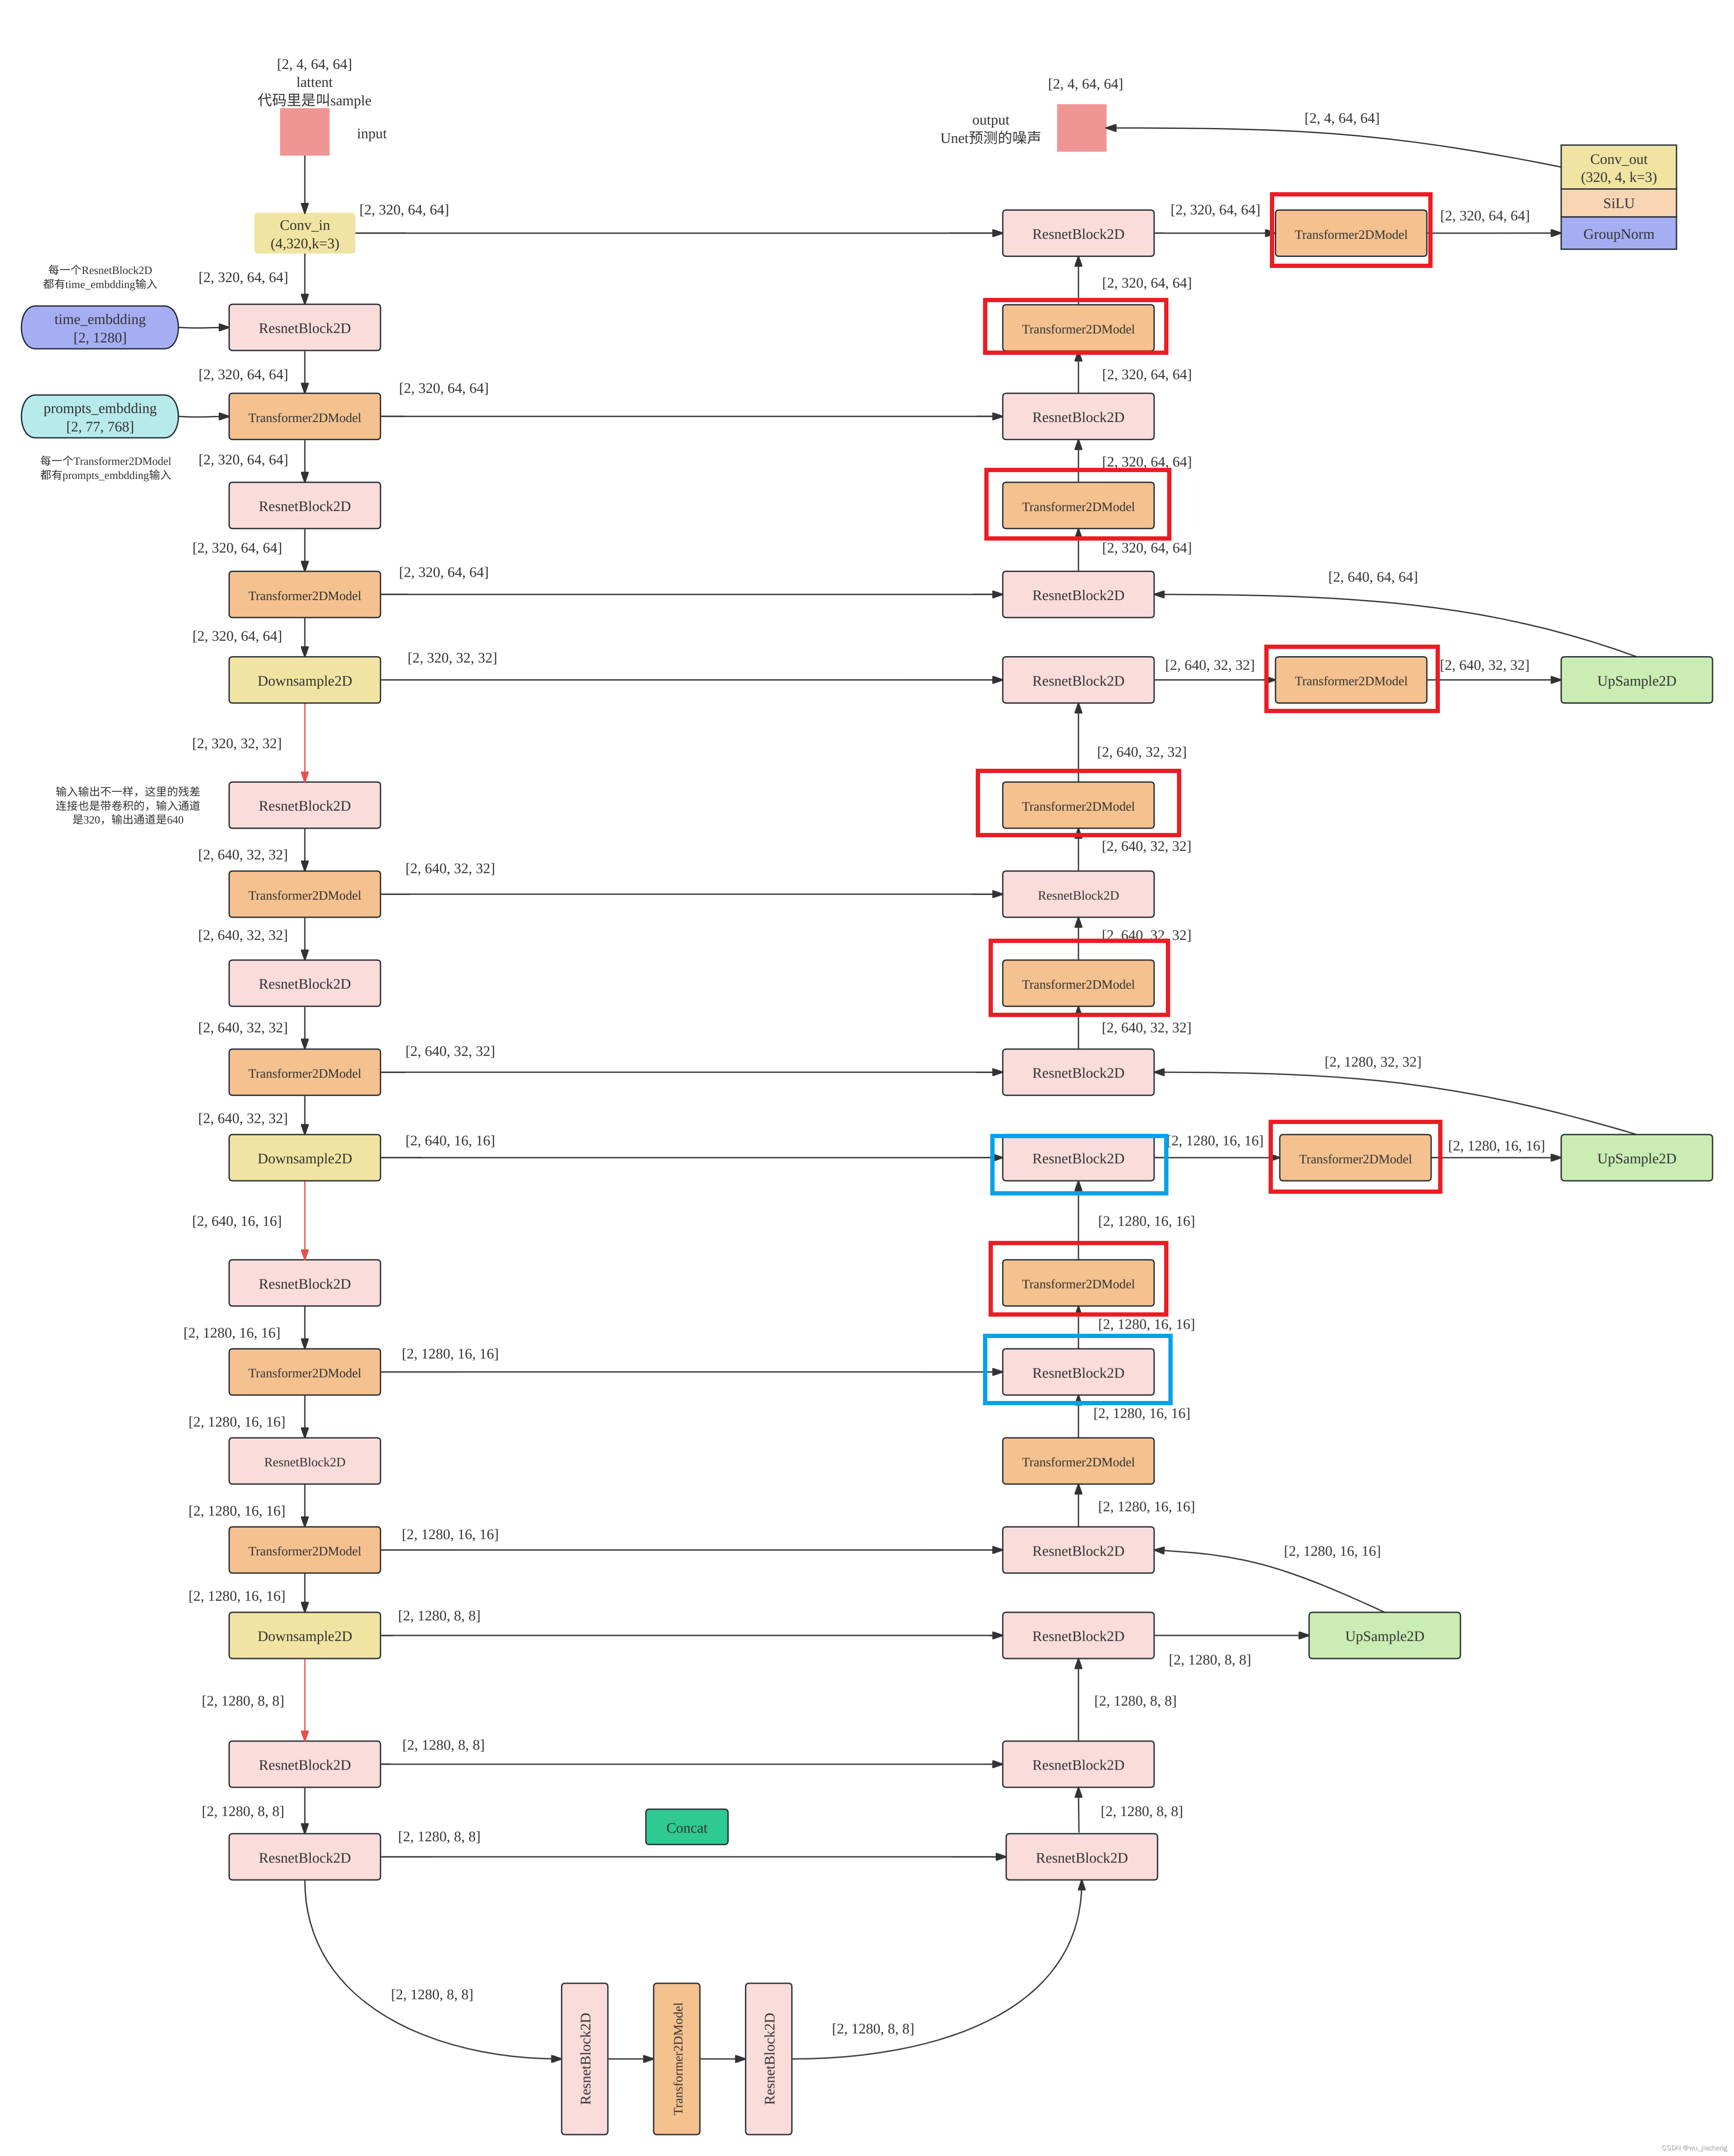 [2, 4, 64, 64]
lattent
代码里是叫sample
input
[2, 4, 64, 64]
output
Unet预测的噪声
[2, 4, 64, 64]
Conv_out
(320, 4, k=3)
SiLU
GroupNorm
Conv_in
(4,320,k=3)
[2, 320, 64, 64]
ResnetBlock2D
[2, 320, 64, 64]
Transformer2DModel
[2, 320, 64, 64]
每一个ResnetBlock2D
都有time_embdding输入
[2, 320, 64, 64]
[2, 320, 64, 64]
time_embdding
[2, 1280]
ResnetBlock2D
Transformer2DModel
[2, 320, 64, 64]
[2, 320, 64, 64]
[2, 320, 64, 64]
prompts_embdding
[2, 77, 768]
Transformer2DModel
ResnetBlock2D
每一个Transformer2DModel
都有prompts_embdding输入
[2, 320, 64, 64]
[2, 320, 64, 64]
ResnetBlock2D
Transformer2DModel
[2, 320, 64, 64]
[2, 320, 64, 64]
[2, 320, 64, 64]
[2, 640, 64, 64]
Transformer2DModel
ResnetBlock2D
[2, 320, 64, 64]
[2, 320, 32, 32]
Downsample2D
ResnetBlock2D
[2, 640, 32, 32]
Transformer2DModel
[2, 640, 32, 32]
UpSample2D
[2, 320, 32, 32]
[2, 640, 32, 32]
输入输出不一样，这里的残差
连接也是带卷积的，输入通道
是320，输出通道是640
ResnetBlock2D
Transformer2DModel
[2, 640, 32, 32]
[2, 640, 32, 32]
[2, 640, 32, 32]
Transformer2DModel
ResnetBlock2D
[2, 640, 32, 32]
[2, 640, 32, 32]
ResnetBlock2D
Transformer2DModel
[2, 640, 32, 32]
[2, 640, 32, 32]
[2, 640, 32, 32]
[2, 1280, 32, 32]
Transformer2DModel
ResnetBlock2D
[2, 640, 32, 32]
[2, 640, 16, 16]
Downsample2D
ResnetBlock2D
[2, 1280, 16, 16]
Transformer2DModel
[2, 1280, 16, 16]
UpSample2D
[2, 640, 16, 16]
[2, 1280, 16, 16]
ResnetBlock2D
Transformer2DModel
[2, 1280, 16, 16]
[2, 1280, 16, 16]
[2, 1280, 16, 16]
Transformer2DModel
ResnetBlock2D
[2, 1280, 16, 16]
[2, 1280, 16, 16]
ResnetBlock2D
Transformer2DModel
[2, 1280, 16, 16]
[2, 1280, 16, 16]
[2, 1280, 16, 16]
[2, 1280, 16, 16]
Transformer2DModel
ResnetBlock2D
[2, 1280, 16, 16]
[2, 1280, 8, 8]
Downsample2D
ResnetBlock2D
[2, 1280, 8, 8]
UpSample2D
[2, 1280, 8, 8]
[2, 1280, 8, 8]
ResnetBlock2D
[2, 1280, 8, 8]
ResnetBlock2D
[2, 1280, 8, 8]
[2, 1280, 8, 8]
Concat
[2, 1280, 8, 8]
ResnetBlock2D
ResnetBlock2D
[2, 1280, 8, 8]
ResnetBlock2D
Transformer2DModel
ResnetBlock2D
[2, 1280, 8, 8]
CSDN @wu_jiacheng